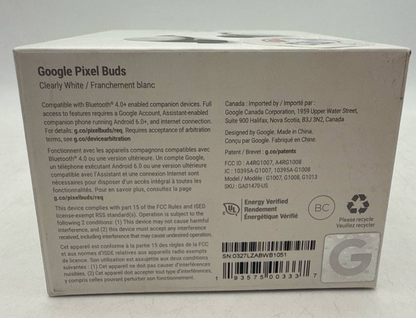 Google Pixel Buds
Clearly White / Franchement blanc
Compatible with Bluetooth® 4.0+ enabled companion devices. Full
access to features requires a Google Account, Assistant-enabled
companion phone running Android 6.0+, and Internet connection.
For details: g.co/pixelbuds/req. Requires acceptance of arbitration
terms, see g.co/devicearbitration
Fonctionnent avec les appareils compagnons compatibles avec
Bluetooth® 4.0 ou une version ultérieure. Un compte Google,
un téléphone exécutant Android 6.0 ou une version ultérieure
compatible avec l'Assistant et une connexion Internet sont
nécessaires pour disposer d'un accès intégral à toutes les
fonctionnalités. Pour en savoir plus, consultez la page
g.co/pixelbuds/req
This device complies with part 15 of the FCC Rules and ISED
license-exempt RSS standard(s). Operation is subject to the
following 2 conditions: (1) This device may not cause harmful
interference, and (2) this device must accept any interference
received, including interference that may cause undesired operation.
Cet appareil est conforme à la partie 15 des règles de la FCC
et aux normes d'ISDE relatives aux appareils radio exempts
de licence. Son utilisation est assujettie aux deux conditions
suivantes : (1) Cet appareil ne doit pas causer d'interférences
nuisibles ; (2) Cet appareil doit accepter tout type d'interférences,
y compris celles pouvant perturber son fonctionnement.
Canada : Imported by / Importé par :
Google Canada Corporation, 1959 Upper Water Street,
Suite 900 Halifax, Nova Scotia, B3J 3N2, Canada
Designed by Google. Made in China.
Conçu par Google. Fabriqué en Chine.
Patent / Brevet : g.co/patents
FCC ID : A4RG1007, A4RG1008
IC : 10395A-G1007, 10395A-G1008
Model / Modèle : G1007, G1008, G1013
SKU : GA01470-US
Energy Verified
Rendement
Énergétique Vérifié
BC
Please recycle
Veuillez recycler
SN:0327LZABWB1051
1 93575 00333 7
G